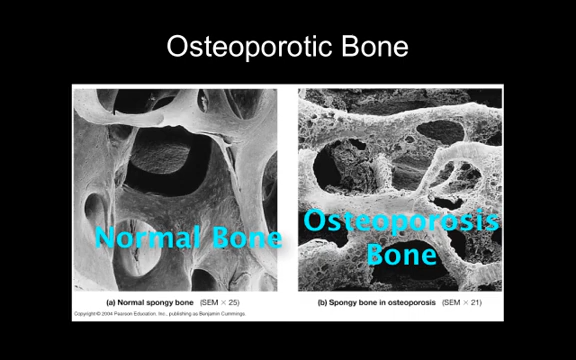 Osteoporotic Bone
Normal Bone
Osteoporosis
Bone
(a) Normal spongy bone (SEM × 25)
(b) Spongy bone in osteoporosis (SEM × 21)
Copyright © 2004 Pearson Education, Inc., publishing as Benjamin Cummings.